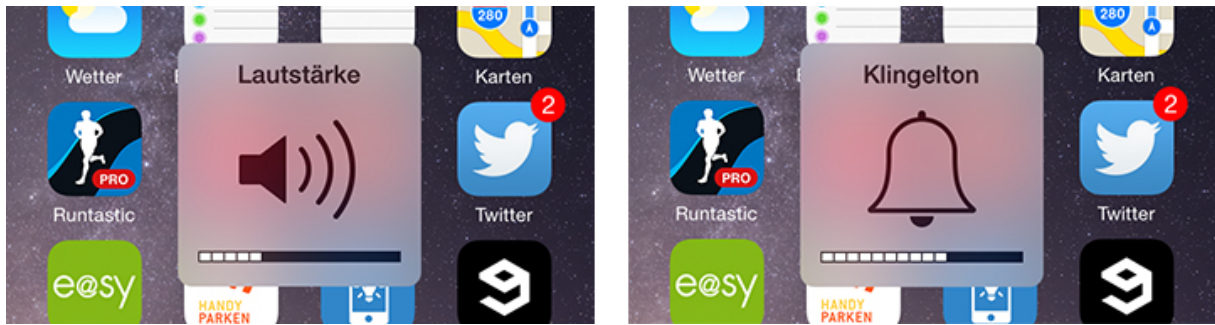 280
Wetter
Lautstärke
Karten
2
PRO
Runtastic
Twitter
e@sy
HANDY
PARKEN
280
Wetter
Klingelton
Karten
2
PRO
Runtastic
Twitter
e@sy
HANDY
PARKEN